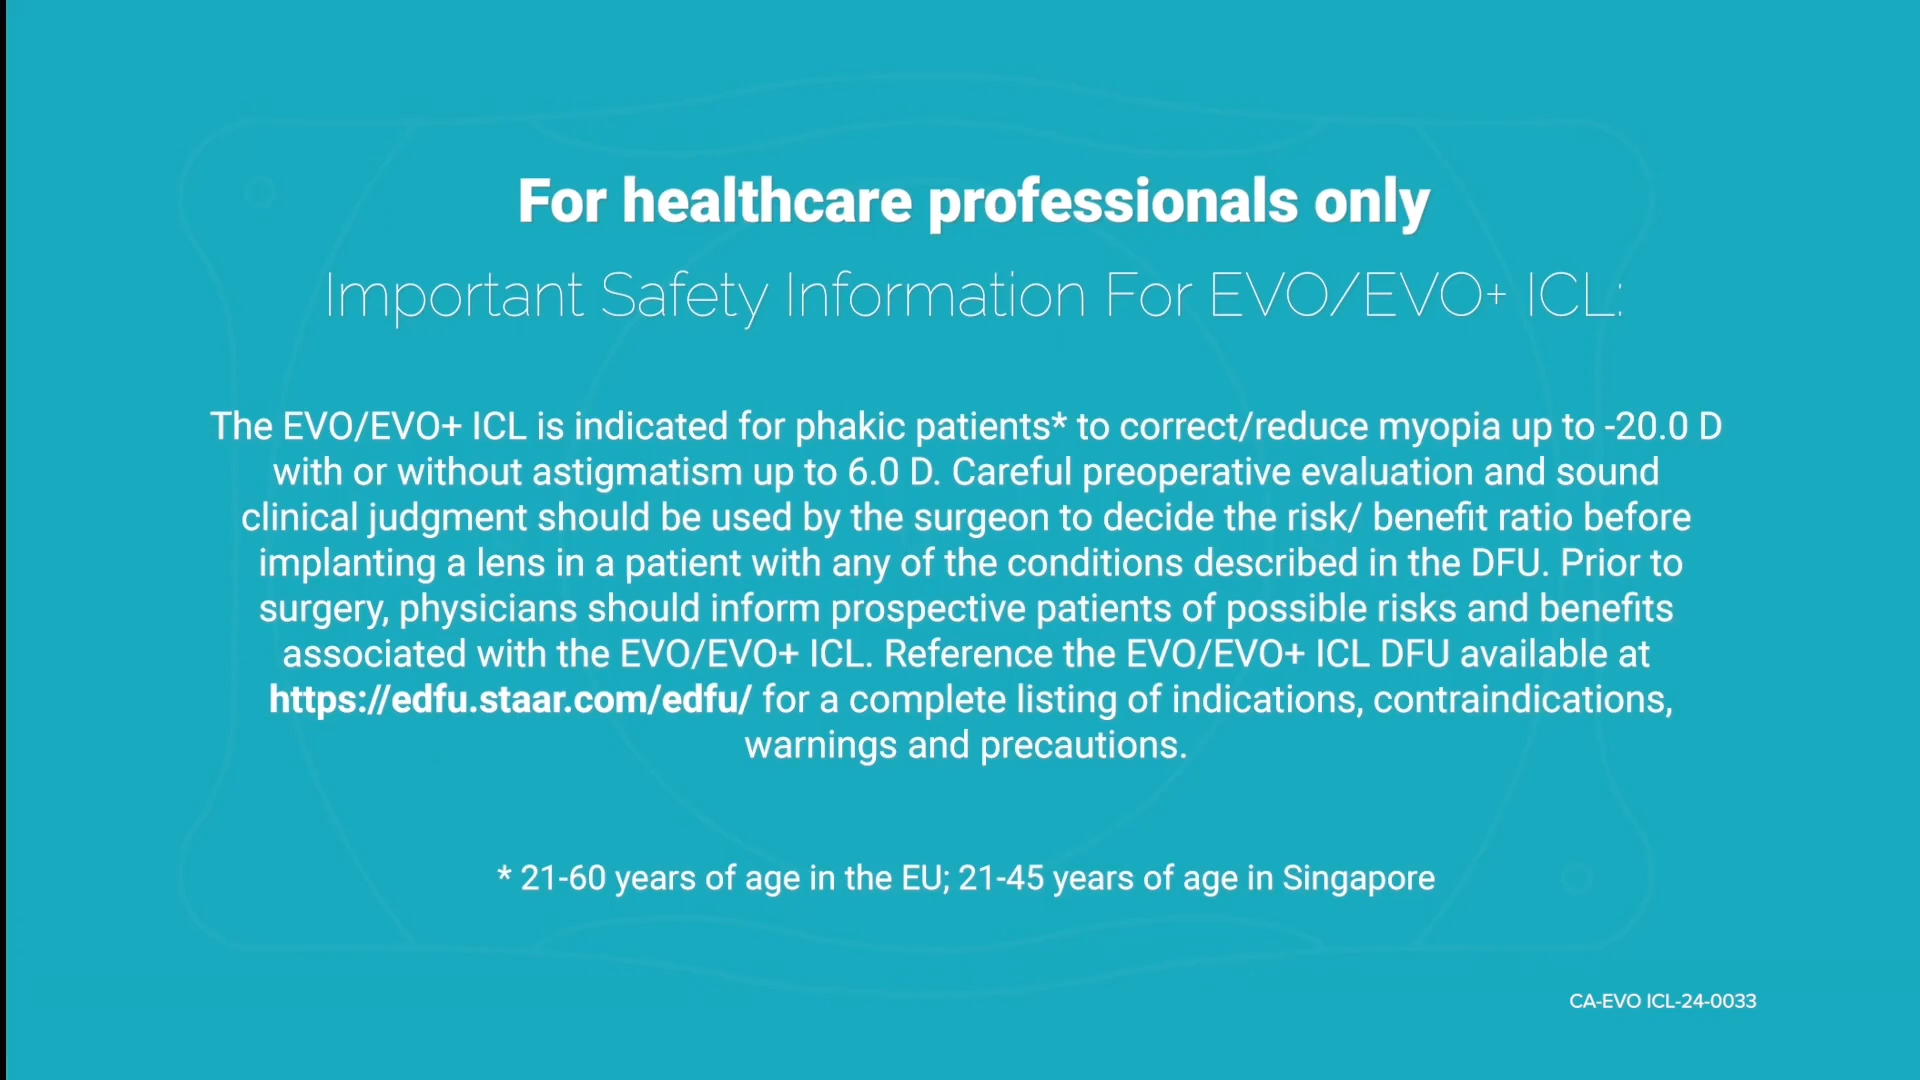 For healthcare professionals only
Important Safety Information For EVO/EVO+ ICL:
The EVO/EVO+ ICL is indicated for phakic patients* to correct/reduce myopia up to -20.0 D
with or without astigmatism up to 6.0 D. Careful preoperative evaluation and sound
clinical judgment should be used by the surgeon to decide the risk/ benefit ratio before
implanting a lens in a patient with any of the conditions described in the DFU. Prior to
surgery, physicians should inform prospective patients of possible risks and benefits
associated with the EVO/EVO+ ICL. Reference the EVO/EVO+ ICL DFU available at
https://edfu.staar.com/edfu/ for a complete listing of indications, contraindications,
warnings and precautions.
* 21-60 years of age in the EU; 21-45 years of age in Singapore
CA-EVO ICL-24-0033